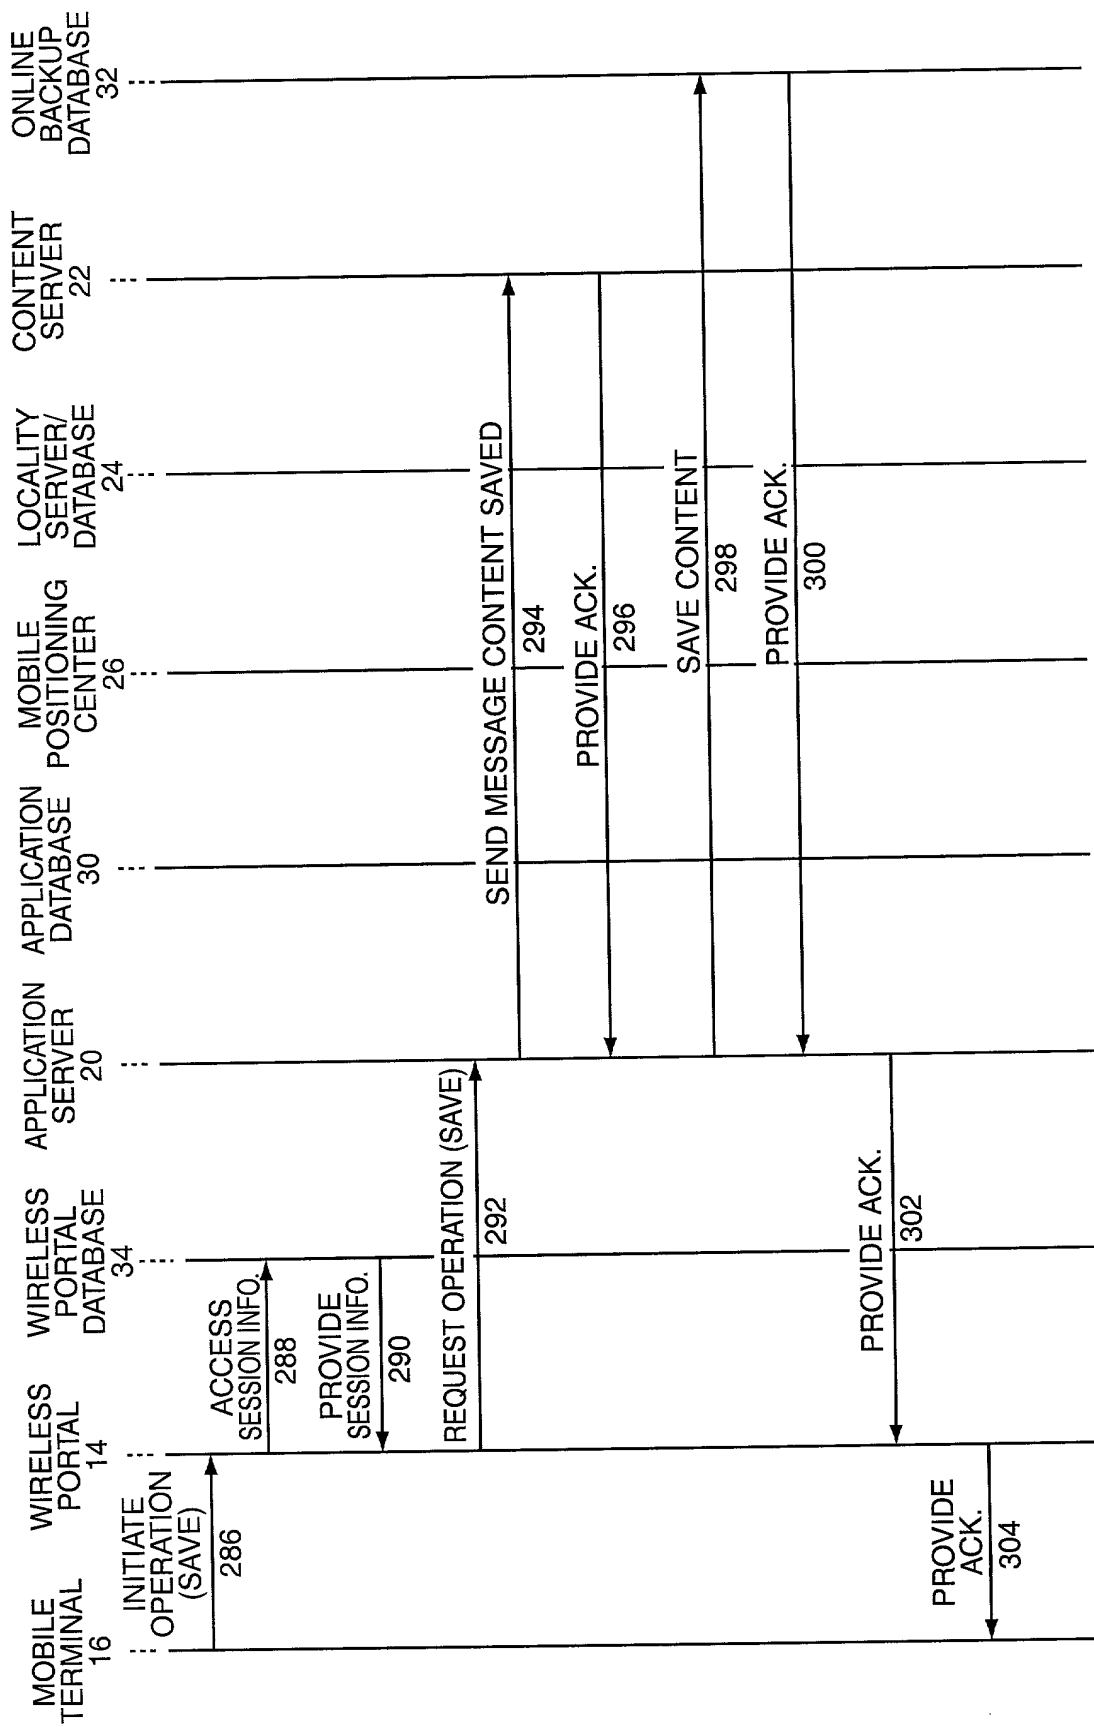 MOBILE
TERMINAL
16
WIRELESS
PORTAL
14
WIRELESS
PORTAL
DATABASE
34
APPLICATION
SERVER
20
APPLICATION
DATABASE
30
MOBILE
POSITIONING
CENTER
26
LOCALITY
SERVER/
DATABASE
24
CONTENT
SERVER
22
ONLINE
BACKUP
DATABASE
32
INITIATE
OPERATION
(SAVE)
286
ACCESS
SESSION INFO.
288
PROVIDE
SESSION INFO.
290
REQUEST OPERATION (SAVE)
292
SEND MESSAGE CONTENT SAVED
294
PROVIDE ACK.
296
SAVE CONTENT
298
PROVIDE ACK.
300
PROVIDE ACK.
302
PROVIDE
ACK.
304